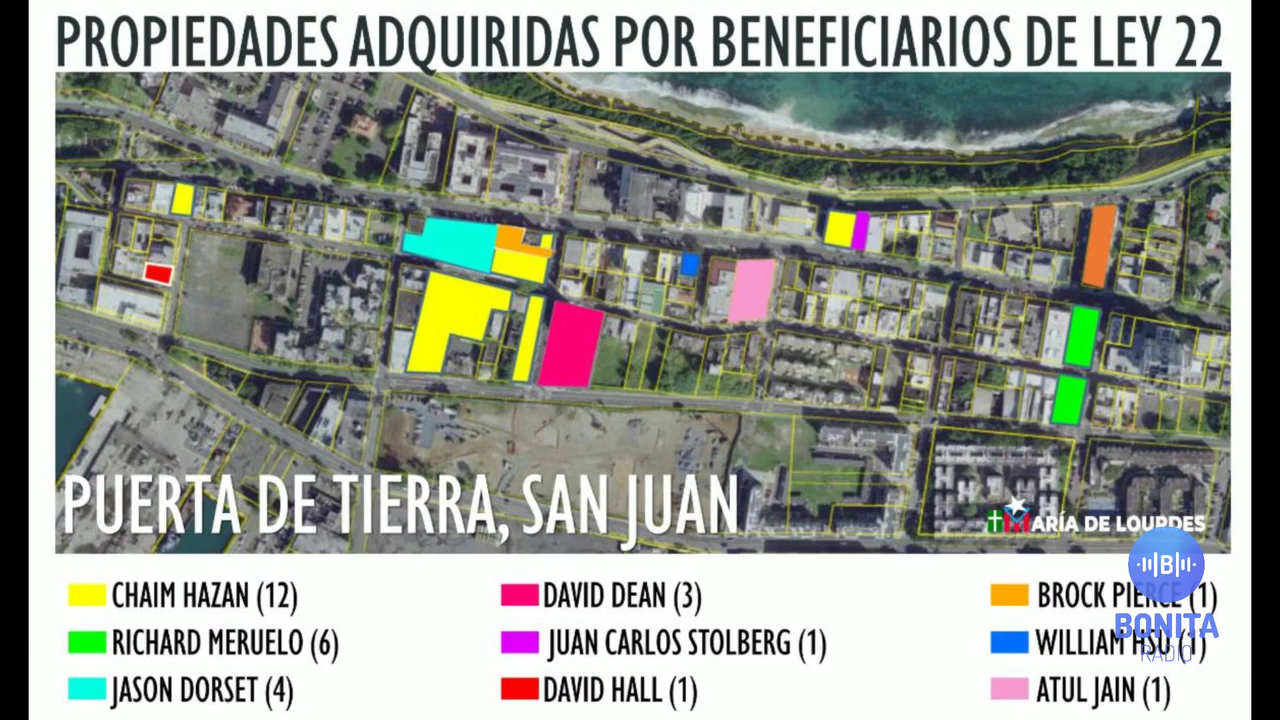 PROPIEDADES ADQUIRIDAS POR BENEFICIARIOS DE LEY 22
PUERTA DE TIERRA, SAN JUAN
MARÍA DE LOURDES
CHAIM HAZAN (12)
DAVID DEAN (3)
BROCK PIERCE (1)
RICHARD MERUELO (6)
JUAN CARLOS STOLBERG (1)
WILLIAM HSU (1)
JASON DORSET (4)
DAVID HALL (1)
ATUL JAIN (1)
B
BONITA
RADIO